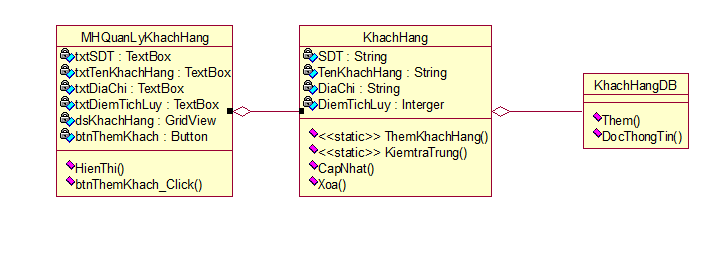 MHQuanLyKhachHang
txtSDT : TextBox
txtTenKhachHang : TextBox
txtDiaChi : TextBox
txtDiemTichLuy : TextBox
dsKhachHang : GridView
btnThemKhach : Button
HienThi()
btnThemKhach_Click()
KhachHang
SDT : String
TenKhachHang : String
DiaChi : String
DiemTichLuy : Interger
<<static>> ThemKhachHang()
<<static>> KiemtraTrung()
CapNhat()
Xoa()
KhachHangDB
Them()
DocThongTin()